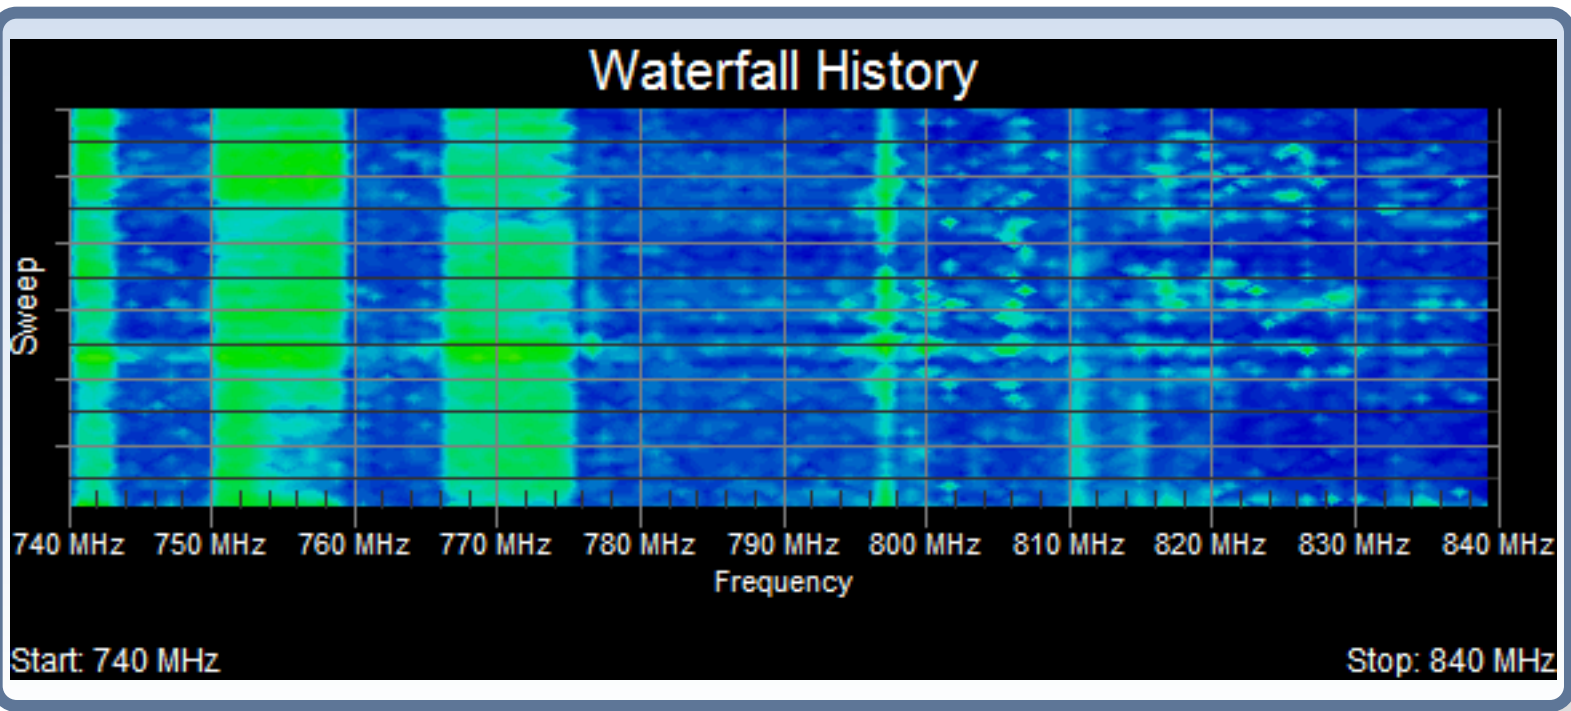 Waterfall History
Sweep
740 MHz 750 MHz 760 MHz 770 MHz 780 MHz 790 MHz 800 MHz 810 MHz 820 MHz 830 MHz 840 MHz
Frequency
Start: 740 MHz Stop: 840 MHz